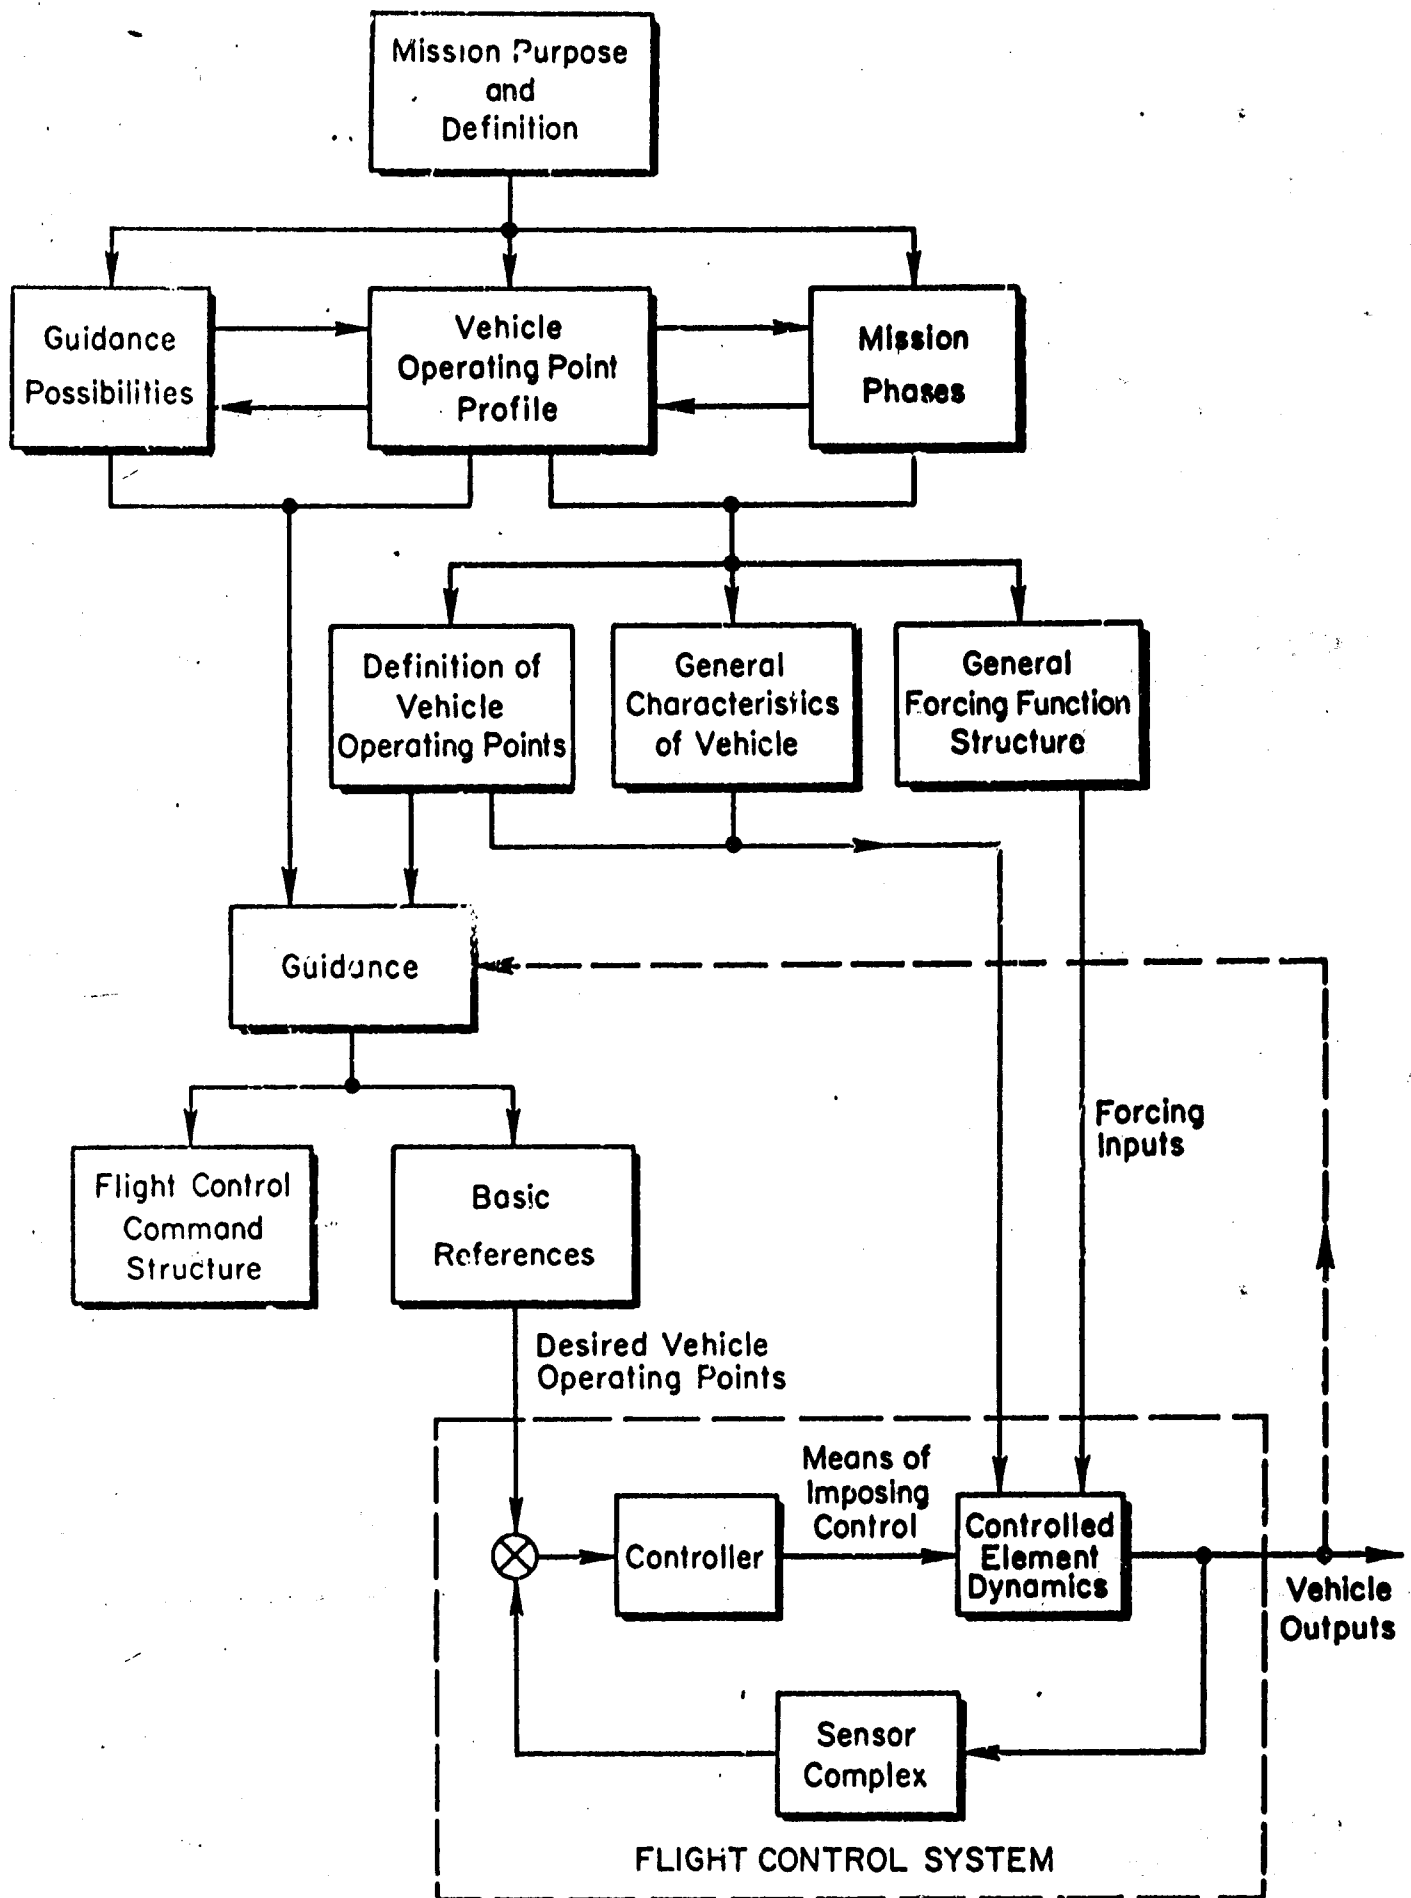 Mission Purpose
and
Definition
Guidance
Possibilities
Vehicle
Operating Point
Profile
Mission
Phases
Definition of
Vehicle
Operating Points
General
Characteristics
of Vehicle
General
Forcing Function
Structure
Guidance
Forcing
Inputs
Flight Control
Command
Structure
Basic
References
Desired Vehicle
Operating Points
Means of
Imposing
Control
Controller
Controlled
Element
Dynamics
Vehicle
Outputs
Sensor
Complex
FLIGHT CONTROL SYSTEM